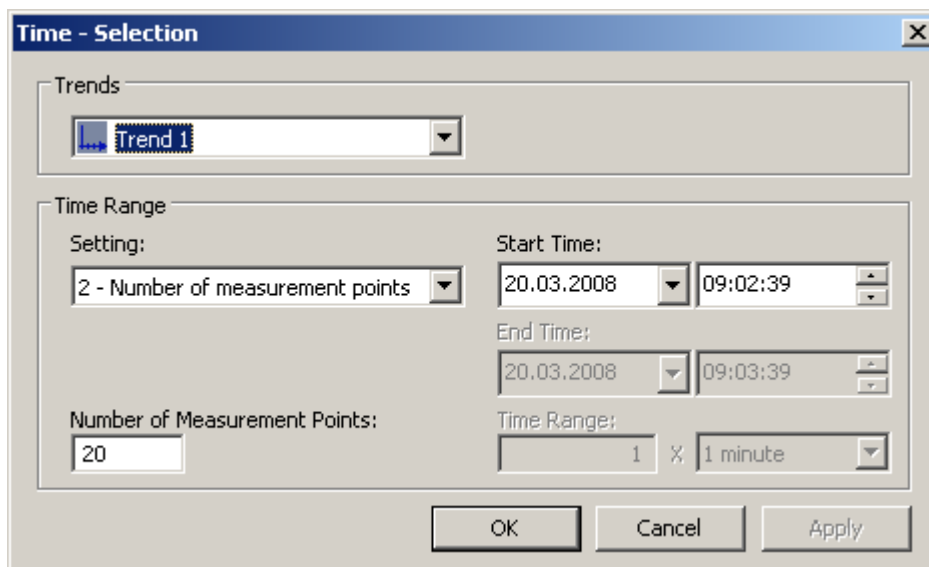 Time - Selection
Trends
Trend 1
Time Range
Setting:
2 - Number of measurement points
Start Time:
20.03.2008 09:02:39
End Time:
20.03.2008 09:03:39
Number of Measurement Points:
20
Time Range:
1 X 1 minute
OK Cancel Apply